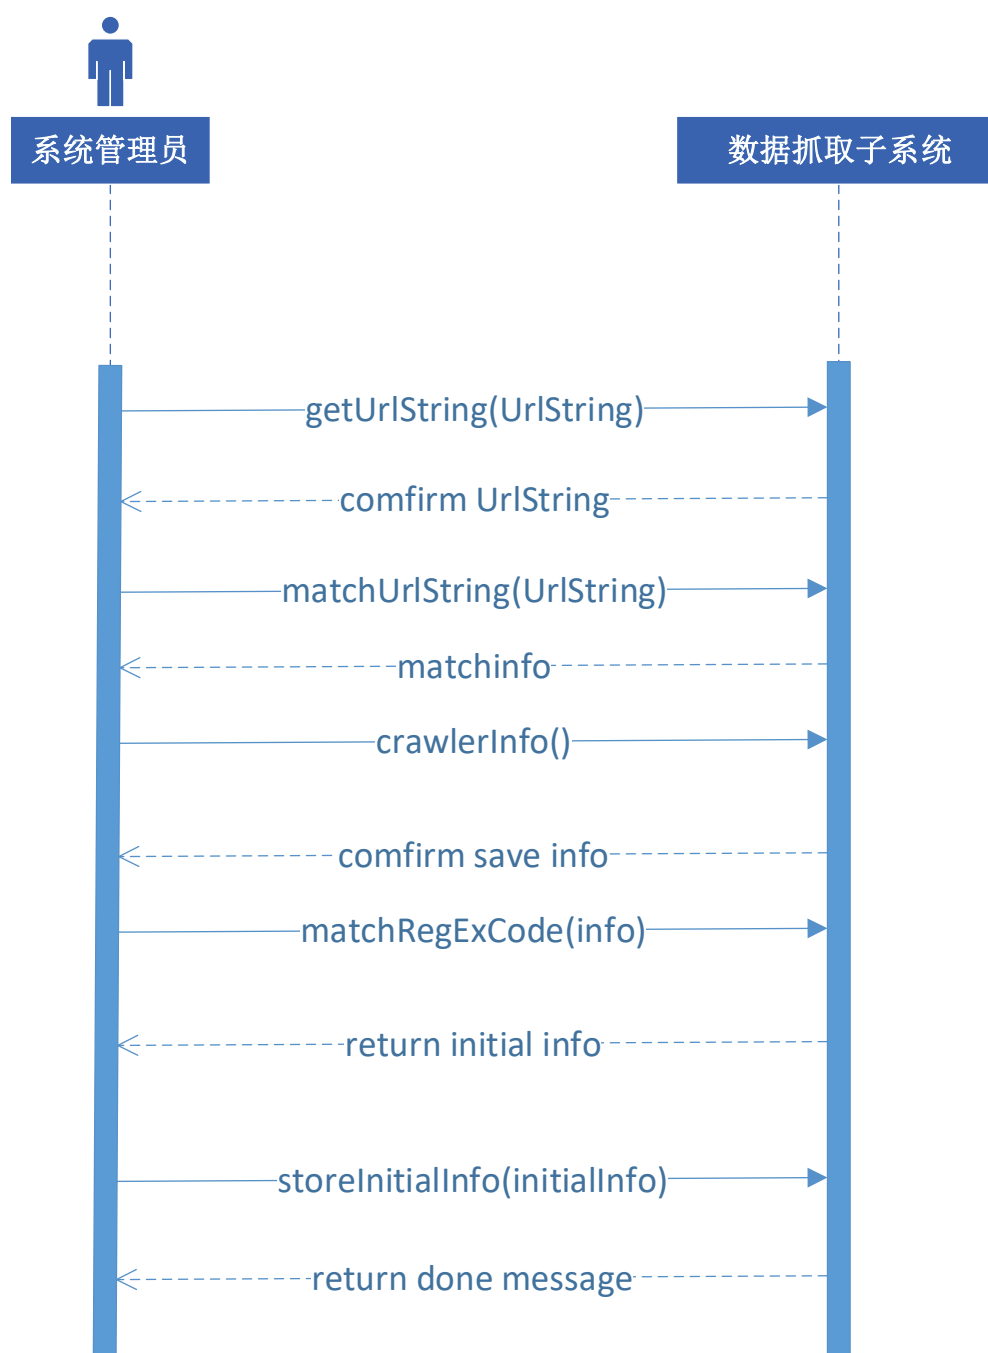 系统管理员
数据抓取子系统
getUrlString(UrlString)
comfirm UrlString
matchUrlString(UrlString)
matchinfo
crawlerInfo()
comfirm save info
matchRegExCode(info)
return initial info
storeInitialInfo(initialInfo)
return done message